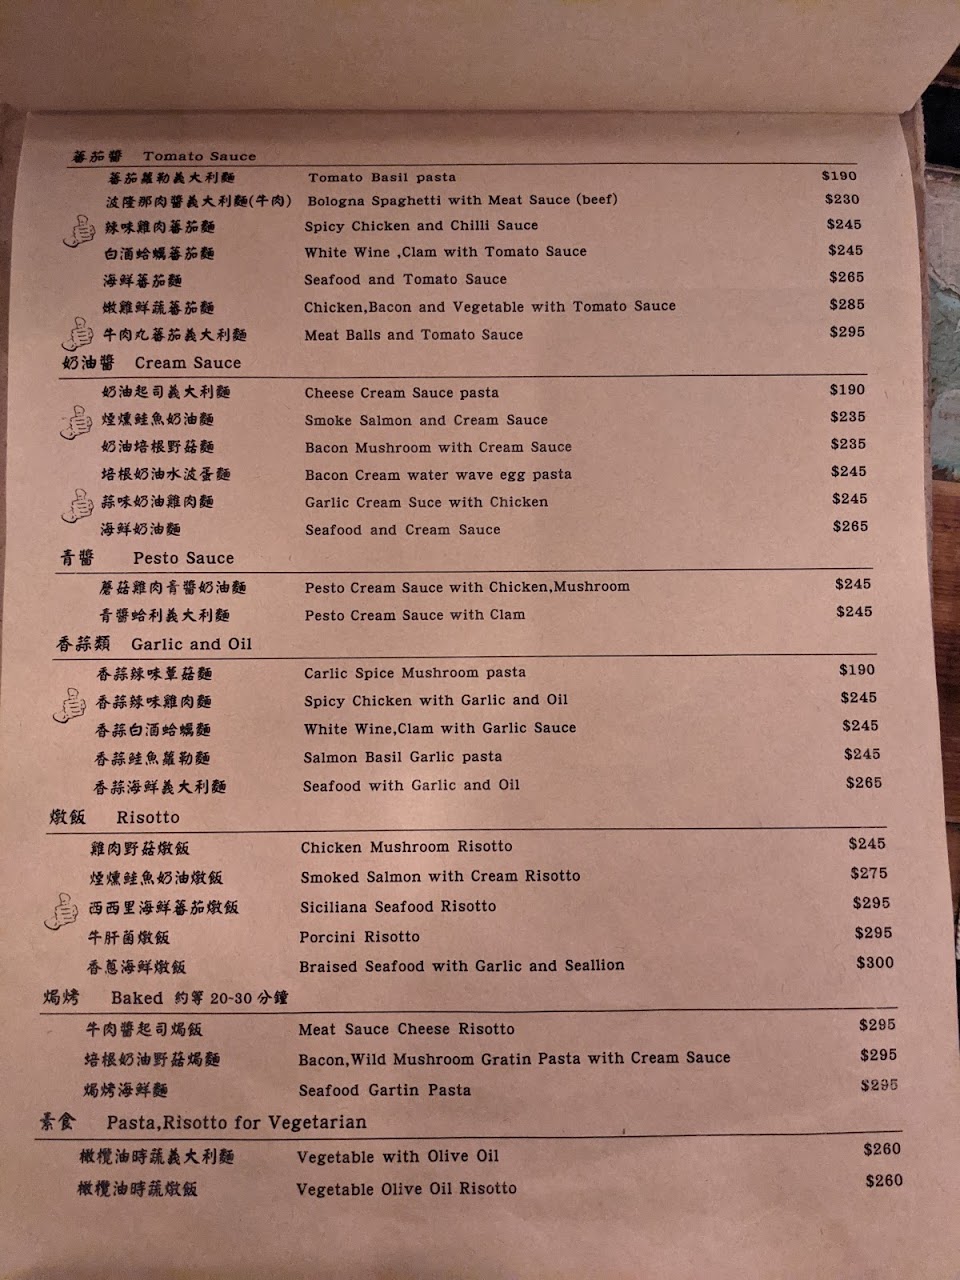 蕃茄醬 Tomato Sauce
蕃茄蘿勒義大利麵 Tomato Basil pasta $190
波隆那肉醬義大利麵(牛肉) Bologna Spaghetti with Meat Sauce (beef) $230
辣味雞肉蕃茄麵 Spicy Chicken and Chilli Sauce $245
白酒蛤蠣蕃茄麵 White Wine ,Clam with Tomato Sauce $245
海鮮蕃茄麵 Seafood and Tomato Sauce $265
嫩雞鮮蔬蕃茄麵 Chicken,Bacon and Vegetable with Tomato Sauce $285
牛肉丸蕃茄義大利麵 Meat Balls and Tomato Sauce $295
奶油醬 Cream Sauce
奶油起司義大利麵 Cheese Cream Sauce pasta $190
煙燻鮭魚奶油麵 Smoke Salmon and Cream Sauce $235
奶油培根野菇麵 Bacon Mushroom with Cream Sauce $235
培根奶油水波蛋麵 Bacon Cream water wave egg pasta $245
蒜味奶油雞肉麵 Garlic Cream Suce with Chicken $245
海鮮奶油麵 Seafood and Cream Sauce $265
青醬 Pesto Sauce
蘑菇雞肉青醬奶油麵 Pesto Cream Sauce with Chicken,Mushroom $245
青醬蛤利義大利麵 Pesto Cream Sauce with Clam $245
香蒜類 Garlic and Oil
香蒜辣味蕈菇麵 Carlic Spice Mushroom pasta $190
香蒜辣味雞肉麵 Spicy Chicken with Garlic and Oil $245
香蒜白酒蛤蠣麵 White Wine,Clam with Garlic Sauce $245
香蒜鮭魚蘿勒麵 Salmon Basil Garlic pasta $245
香蒜海鮮義大利麵 Seafood with Garlic and Oil $265
燉飯 Risotto
雞肉野菇燉飯 Chicken Mushroom Risotto $245
煙燻鮭魚奶油燉飯 Smoked Salmon with Cream Risotto $275
西西里海鮮蕃茄燉飯 Siciliana Seafood Risotto $295
牛肝菌燉飯 Porcini Risotto $295
香蔥海鮮燉飯 Braised Seafood with Garlic and Seallion $300
焗烤 Baked 約等 20-30 分鐘
牛肉醬起司焗飯 Meat Sauce Cheese Risotto $295
培根奶油野菇焗麵 Bacon,Wild Mushroom Gratin Pasta with Cream Sauce $295
焗烤海鮮麵 Seafood Gartin Pasta $295
素食 Pasta,Risotto for Vegetarian
橄欖油時蔬義大利麵 Vegetable with Olive Oil $260
橄欖油時蔬燉飯 Vegetable Olive Oil Risotto $260